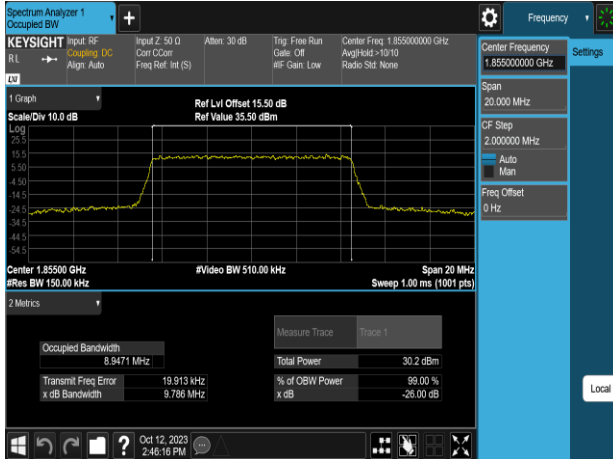 Spectrum Analyzer 1
Occupied BW
Frequency
KEYSIGHT
Input: RF
Coupling: DC
Align: Auto
Input Z: 50 Ω
Corr CCorr
Freq Ref: Int (S)
Atten: 30 dB
Trig: Free Run
Gate: Off
#IF Gain: Low
Center Freq: 1.855000000 GHz
Avg|Hold:>10/10
Radio Std: None
R L
LXI
Center Frequency
1.855000000 GHz
Settings
Span
20.000 MHz
CF Step
2.000000 MHz
Auto
Man
Freq Offset
0 Hz
Local
1 Graph
Scale/Div 10.0 dB
Ref Lvl Offset 15.50 dB
Ref Value 35.50 dBm
Log
25.5
15.5
5.50
-4.50
-14.5
-24.5
-34.5
-44.5
-54.5
Center 1.85500 GHz
#Res BW 150.00 kHz
#Video BW 510.00 kHz
Span 20 MHz
Sweep 1.00 ms (1001 pts)
2 Metrics
Measure Trace Trace 1
Occupied Bandwidth
8.9471 MHz
Total Power 30.2 dBm
Transmit Freq Error 19.913 kHz
% of OBW Power 99.00 %
x dB Bandwidth 9.786 MHz
x dB -26.00 dB
Oct 12, 2023
2:46:16 PM